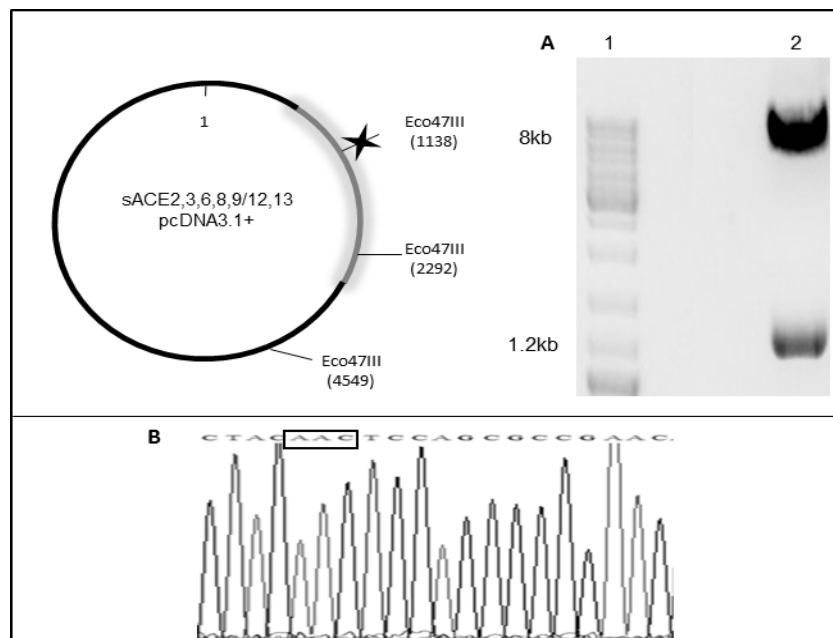 A
1
2
1
Eco47III
(1138)
8kb
sACE2,3,6,8,9/12,13
pcDNA3.1+
Eco47III
(2292)
1.2kb
Eco47III
(4549)
B
C T A C A A C T C C A G C G C C G A A C.